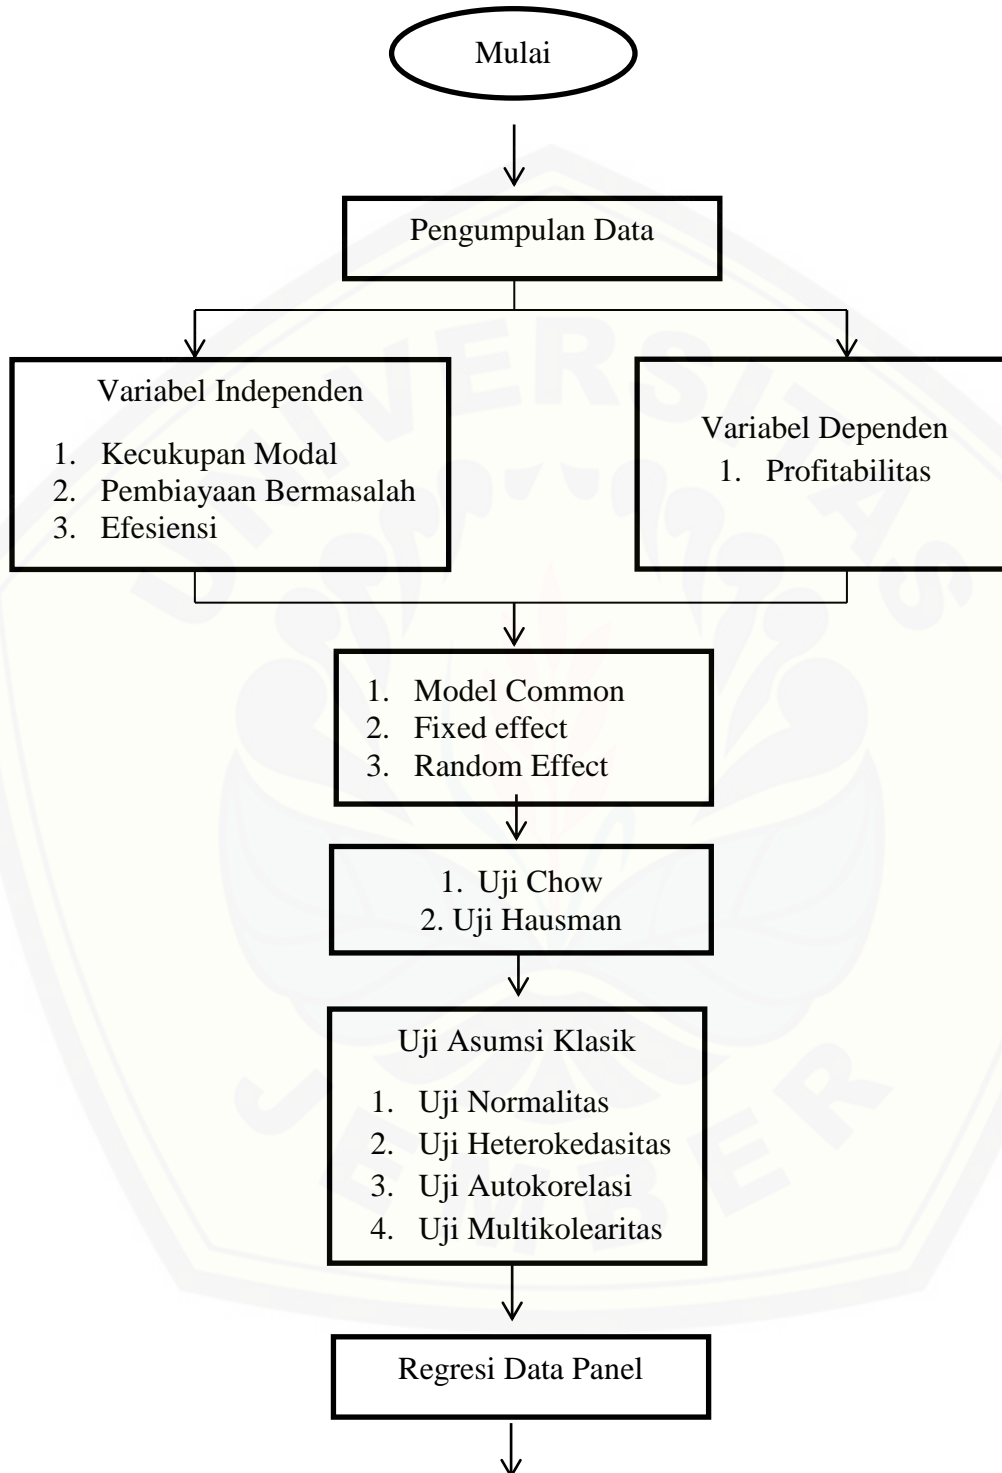 Mulai
Pengumpulan Data
Variabel Independen
1. Kecukupan Modal
2. Pembiayaan Bermasalah
3. Efesiensi
Variabel Dependen
1. Profitabilitas
1. Model Common
2. Fixed effect
3. Random Effect
1. Uji Chow
2. Uji Hausman
Uji Asumsi Klasik
1. Uji Normalitas
2. Uji Heterokedasitas
3. Uji Autokorelasi
4. Uji Multikolearitas
Regresi Data Panel
UNIVERSITAS
JEMBER